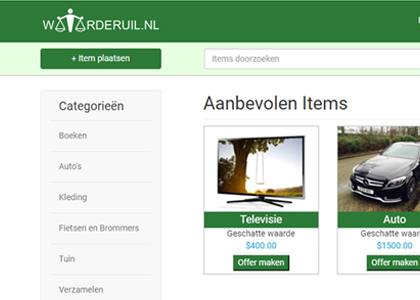 WAARDERUIL.NL
+ Item plaatsen
Items doorzoeken
Categorieën
Boeken
Auto's
Kleding
Fietsen en Brommers
Tuin
Verzamelen
Aanbevolen Items
Televisie
Geschatte waarde
$400.00
Offer maken
Auto
Geschatte waarde
$1500.00
Offer maken